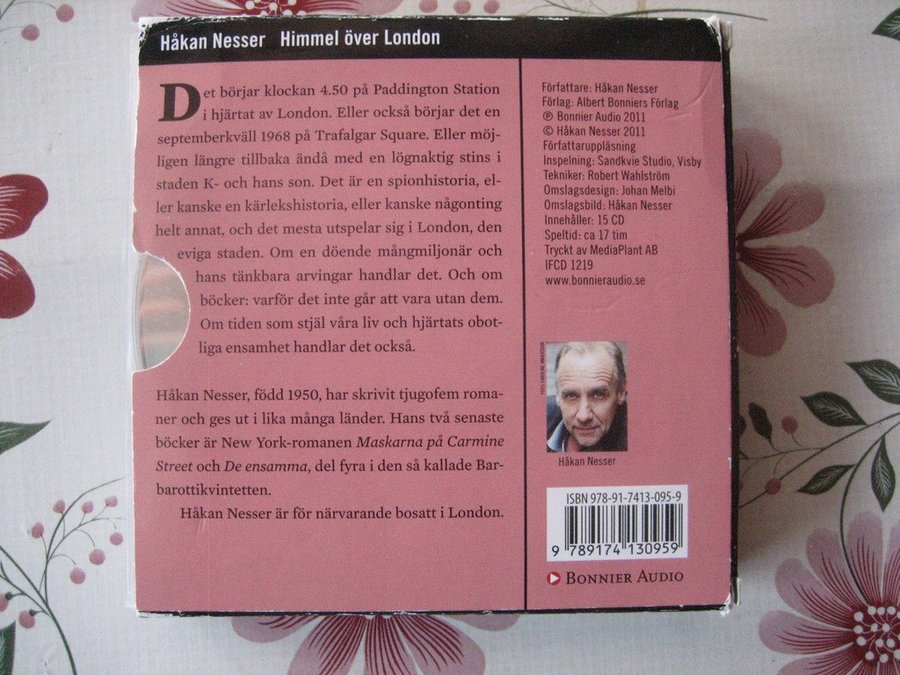 Håkan Nesser Himmel över London
Det börjar klockan 4.50 på Paddington Station
i hjärtat av London. Eller också börjar det en
septemberkväll 1968 på Trafalgar Square. Eller möj-
ligen längre tillbaka ändå med en lögnaktig stins i
staden K- och hans son. Det är en spionhistoria, el-
ler kanske en kärlekshistoria, eller kanske någonting
helt annat, och det mesta utspelar sig i London, den
eviga staden. Om en döende mångmiljonär och
hans tänkbara arvingar handlar det. Och om
böcker: varför det inte går att vara utan dem.
Om tiden som stjäl våra liv och hjärtats obot-
liga ensamhet handlar det också.
Håkan Nesser, född 1950, har skrivit tjugofem roma-
ner och ges ut i lika många länder. Hans två senaste
böcker är New York-romanen Maskarna på Carmine
Street och De ensamma, del fyra i den så kallade Bar-
barottikvintetten.
Håkan Nesser är för närvarande bosatt i London.
Författare: Håkan Nesser
Förlag: Albert Bonniers Förlag
℗ Bonnier Audio 2011
© Håkan Nesser 2011
Författaruppläsning
Inspelning: Sandkvie Studio, Visby
Tekniker: Robert Wahlström
Omslagsdesign: Johan Melbi
Omslagsbild: Håkan Nesser
Innehåller: 15 CD
Speltid: ca 17 tim
Tryckt av MediaPlant AB
IFCD 1219
www.bonnieraudio.se
Håkan Nesser
ISBN 978-91-7413-095-9
9 789174 130959
BONNIER AUDIO